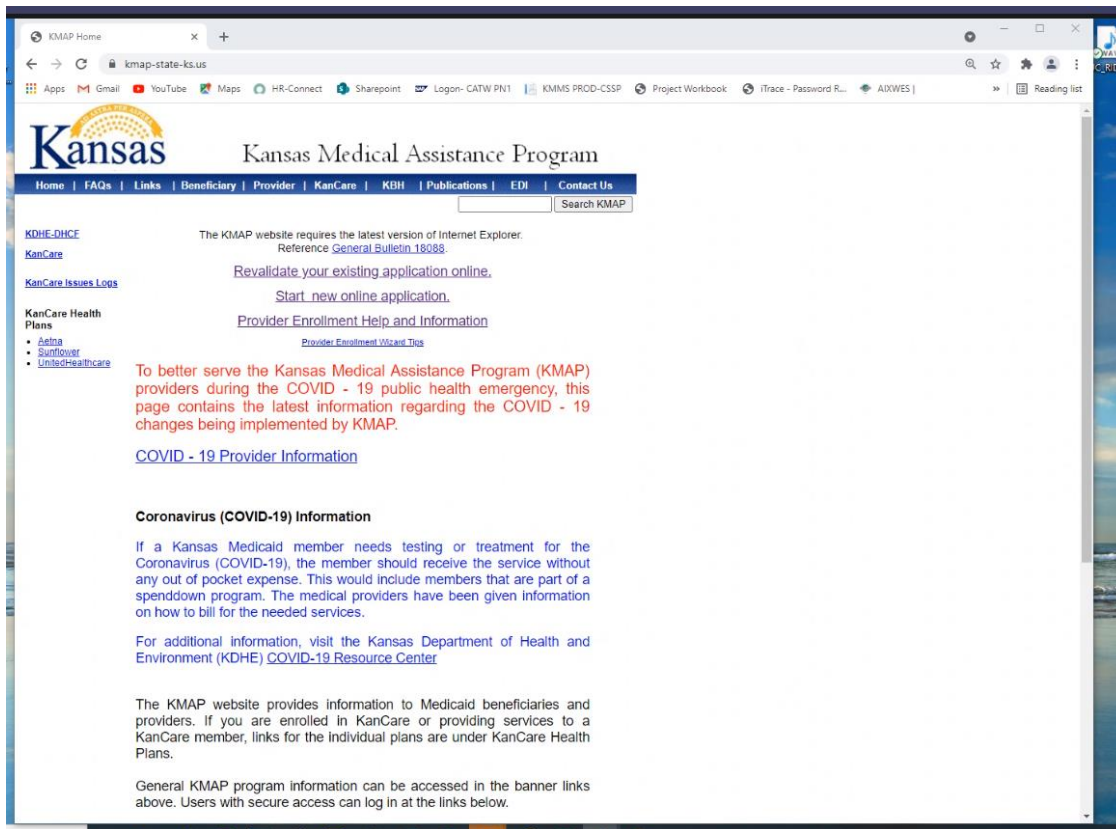 KMAP Home
kmap-state-ks.us
Apps Gmail YouTube Maps HR-Connect Sharepoint Logon- CATW PN1 KMMS PROD-CSSP Project Workbook iTrace - Password R... AIXWES | » Reading list
AD ASTRA PER ASPERA
Kansas
Kansas Medical Assistance Program
Home | FAQs | Links | Beneficiary | Provider | KanCare | KBH | Publications | EDI | Contact Us
Search KMAP
KDHE-DHCF
KanCare
KanCare Issues Logs
KanCare Health
Plans
• Aetna
• Sunflower
• UnitedHealthcare
The KMAP website requires the latest version of Internet Explorer.
Reference General Bulletin 18088.
Revalidate your existing application online.
Start new online application.
Provider Enrollment Help and Information
Provider Enrollment Wizard Tips
To better serve the Kansas Medical Assistance Program (KMAP)
providers during the COVID - 19 public health emergency, this
page contains the latest information regarding the COVID - 19
changes being implemented by KMAP.
COVID - 19 Provider Information
Coronavirus (COVID-19) Information
If a Kansas Medicaid member needs testing or treatment for the
Coronavirus (COVID-19), the member should receive the service without
any out of pocket expense. This would include members that are part of a
spenddown program. The medical providers have been given information
on how to bill for the needed services.
For additional information, visit the Kansas Department of Health and
Environment (KDHE) COVID-19 Resource Center
The KMAP website provides information to Medicaid beneficiaries and
providers. If you are enrolled in KanCare or providing services to a
KanCare member, links for the individual plans are under KanCare Health
Plans.
General KMAP program information can be accessed in the banner links
above. Users with secure access can log in at the links below.